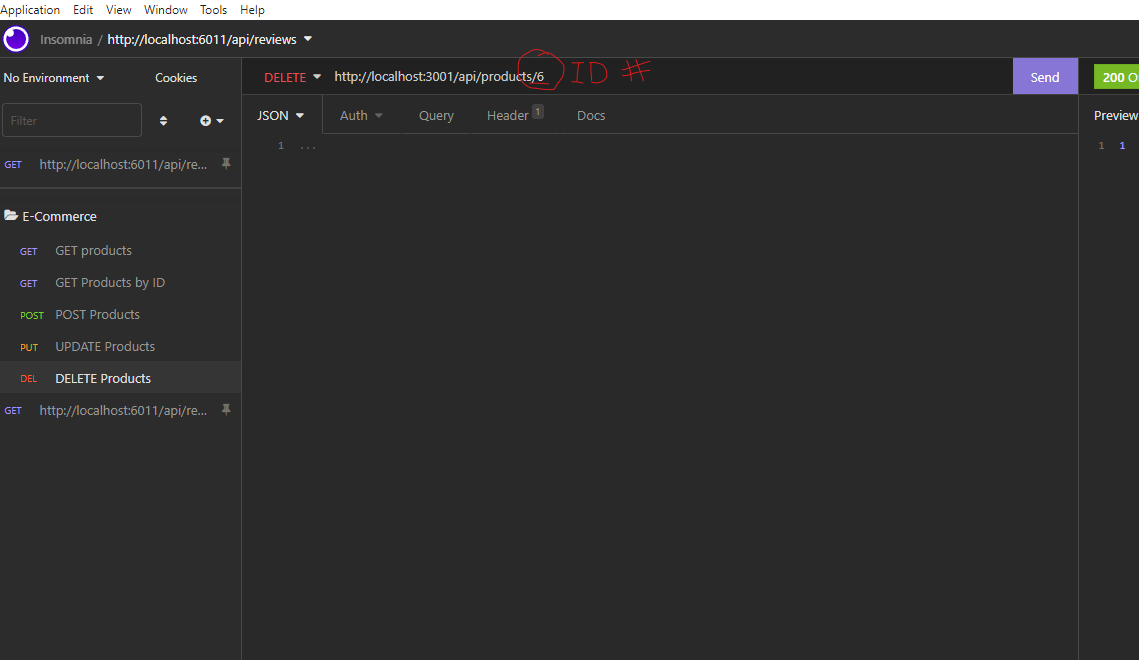 Application Edit View Window Tools Help
Insomnia / http://localhost:6011/api/reviews
No Environment Cookies DELETE http://localhost:3001/api/products/6 ID # Send 200 O
Filter JSON Auth Query Header 1 Docs Preview
1 ... 1 1
GET http://localhost:6011/api/re...
E-Commerce
GET GET products
GET GET Products by ID
POST POST Products
PUT UPDATE Products
DEL DELETE Products
GET http://localhost:6011/api/re...